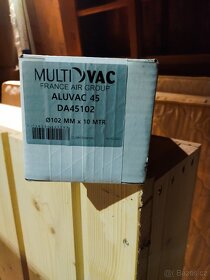 MULTIVAC
FRANCE AIR GROUP
ALUVAC 45
DA45102
Ø102 MM x 10 MTR